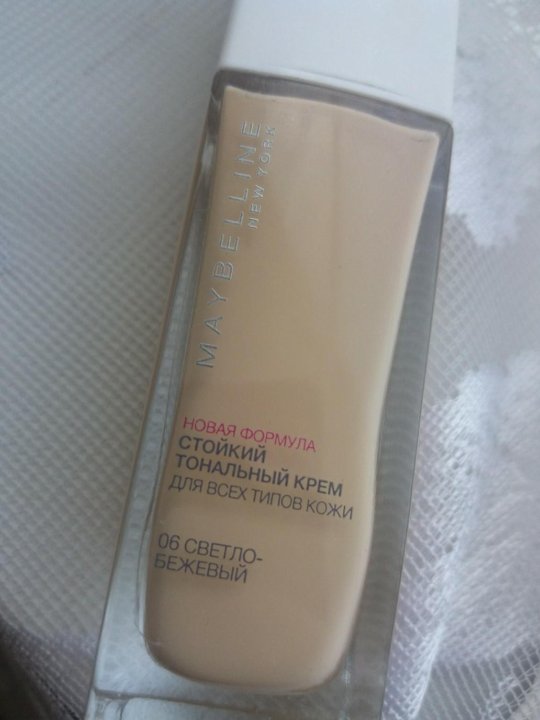 MAYBELLINE
NEW YORK
НОВАЯ ФОРМУЛА
СТОЙКИЙ
ТОНАЛЬНЫЙ КРЕМ
ДЛЯ ВСЕХ ТИПОВ КОЖИ
06 СВЕТЛО-
БЕЖЕВЫЙ